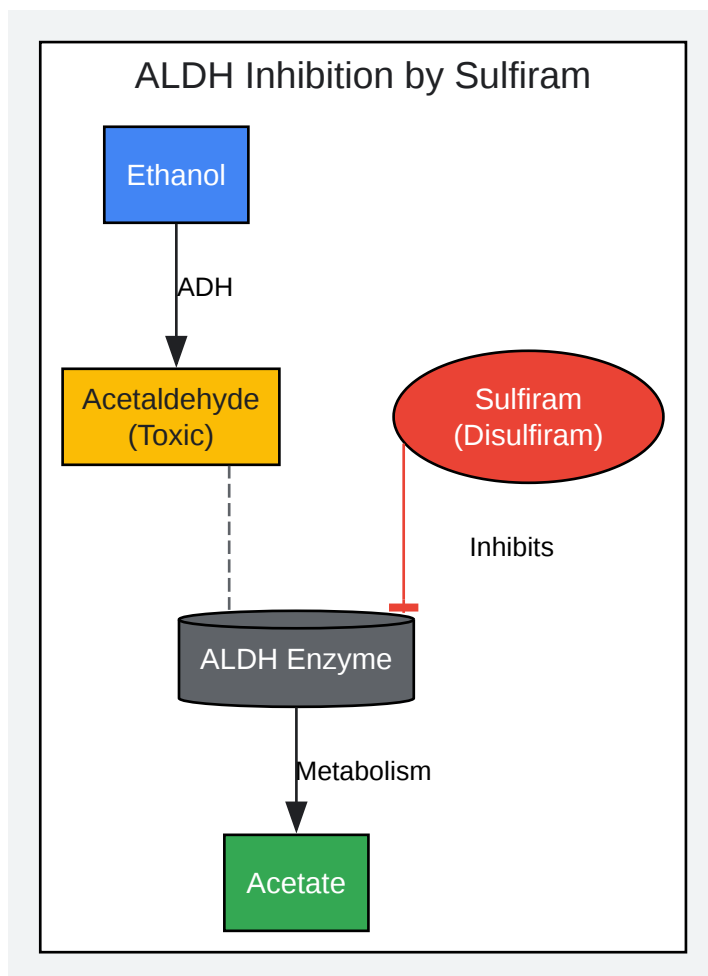 ALDH Inhibition by Sulfiram
Ethanol
ADH
Acetaldehyde
(Toxic)
Sulfiram
(Disulfiram)
Inhibits
ALDH Enzyme
Metabolism
Acetate